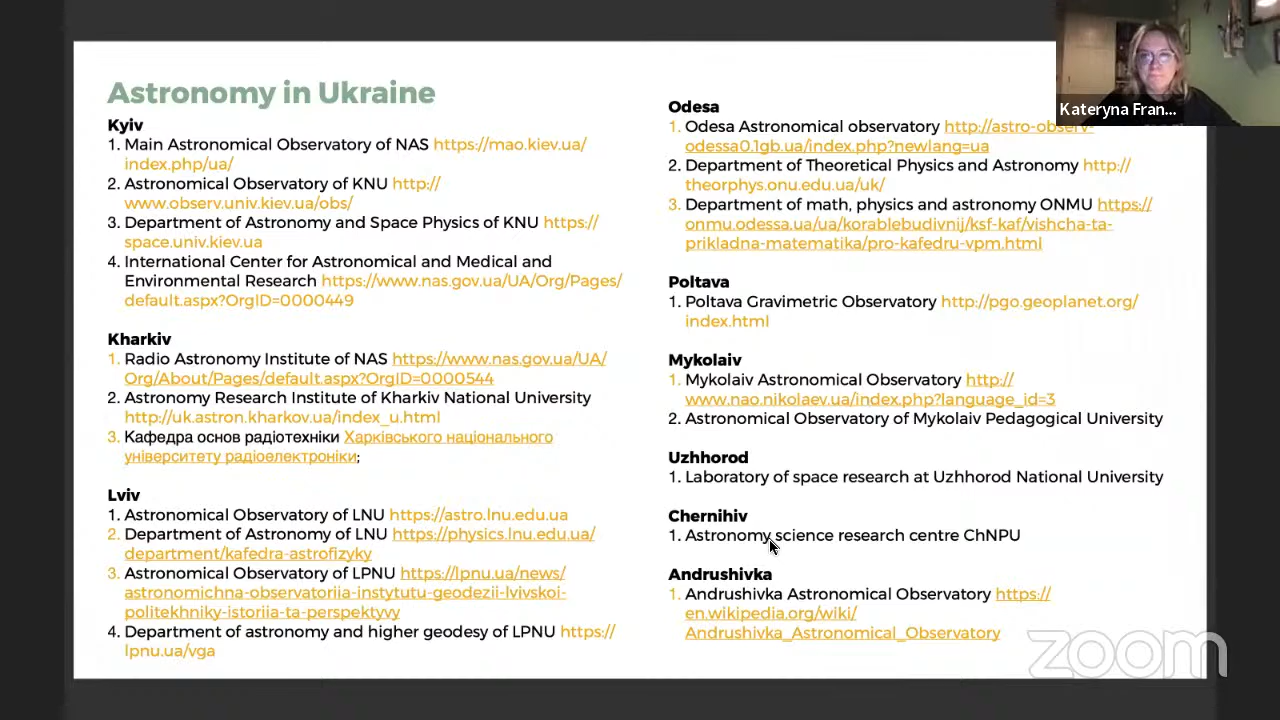 Astronomy in Ukraine
Kyiv
1. Main Astronomical Observatory of NAS https://mao.kiev.ua/
index.php/ua/
2. Astronomical Observatory of KNU http://
www.observ.univ.kiev.ua/obs/
3. Department of Astronomy and Space Physics of KNU https://
space.univ.kiev.ua
4. International Center for Astronomical and Medical and
Environmental Research https://www.nas.gov.ua/UA/Org/Pages/
default.aspx?OrgID=0000449
Kharkiv
1. Radio Astronomy Institute of NAS https://www.nas.gov.ua/UA/
Org/About/Pages/default.aspx?OrgID=0000544
2. Astronomy Research Institute of Kharkiv National University
http://uk.astron.kharkov.ua/index_u.html
3. Кафедра основ радіотехніки Харківського національного
університету радіоелектроніки;
Lviv
1. Astronomical Observatory of LNU https://astro.lnu.edu.ua
2. Department of Astronomy of LNU https://physics.lnu.edu.ua/
department/kafedra-astrofizyky
3. Astronomical Observatory of LPNU https://lpnu.ua/news/
astronomichna-observatoriia-instytutu-geodezii-lvivskoi-
politekhniky-istoriia-ta-perspektyvy
4. Department of astronomy and higher geodesy of LPNU https://
lpnu.ua/vga
Odesa
1. Odesa Astronomical observatory http://astro-observ-
odessa0.1gb.ua/index.php?newlang=ua
2. Department of Theoretical Physics and Astronomy http://
theorphys.onu.edu.ua/uk/
3. Department of math, physics and astronomy ONMU https://
onmu.odessa.ua/ua/korablebudivnij/ksf-kaf/vishcha-ta-
prikladna-matematika/pro-kafedru-vpm.html
Poltava
1. Poltava Gravimetric Observatory http://pgo.geoplanet.org/
index.html
Mykolaiv
1. Mykolaiv Astronomical Observatory http://
www.nao.nikolaev.ua/index.php?language_id=3
2. Astronomical Observatory of Mykolaiv Pedagogical University
Uzhhorod
1. Laboratory of space research at Uzhhorod National University
Chernihiv
1. Astronomy science research centre ChNPU
Andrushivka
1. Andrushivka Astronomical Observatory https://
en.wikipedia.org/wiki/
Andrushivka_Astronomical_Observatory
Kateryna Fran...
zoom